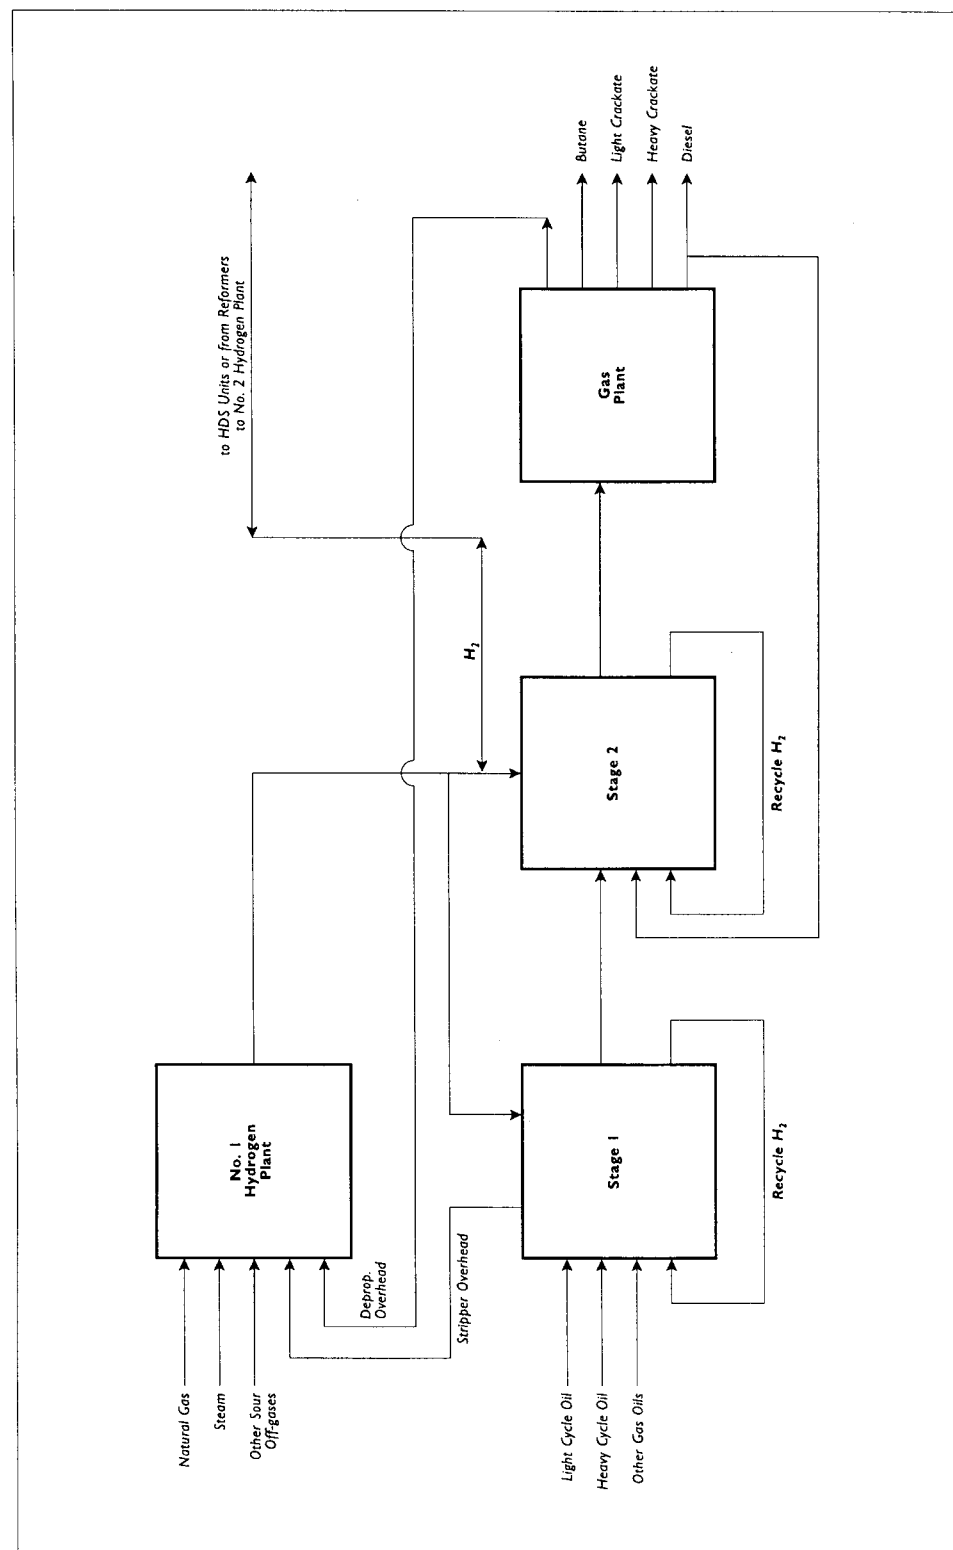 Natural Gas
Steam
Other Sour
Off-gases
No. 1
Hydrogen
Plant
to HDS Units or from Reformers
to No. 2 Hydrogen Plant
Deprop.
Overhead
Stripper Overhead
H₂
Light Cycle Oil
Heavy Cycle Oil
Other Gas Oils
Stage 1
Recycle H₂
Stage 2
Recycle H₂
Gas
Plant
Butane
Light Crackate
Heavy Crackate
Diesel